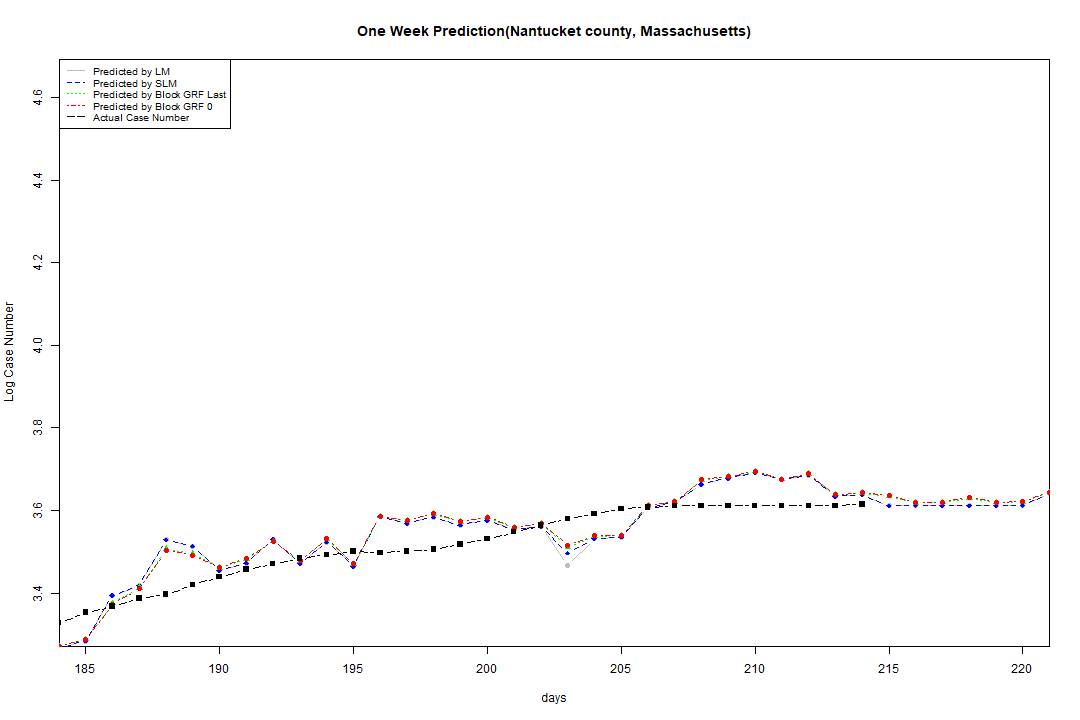 One Week Prediction(Nantucket county, Massachusetts)
Predicted by LM
Predicted by SLM
Predicted by Block GRF Last
Predicted by Block GRF 0
Actual Case Number
4.6
4.4
4.2
4.0
3.8
3.6
3.4
Log Case Number
185 190 195 200 205 210 215 220
days